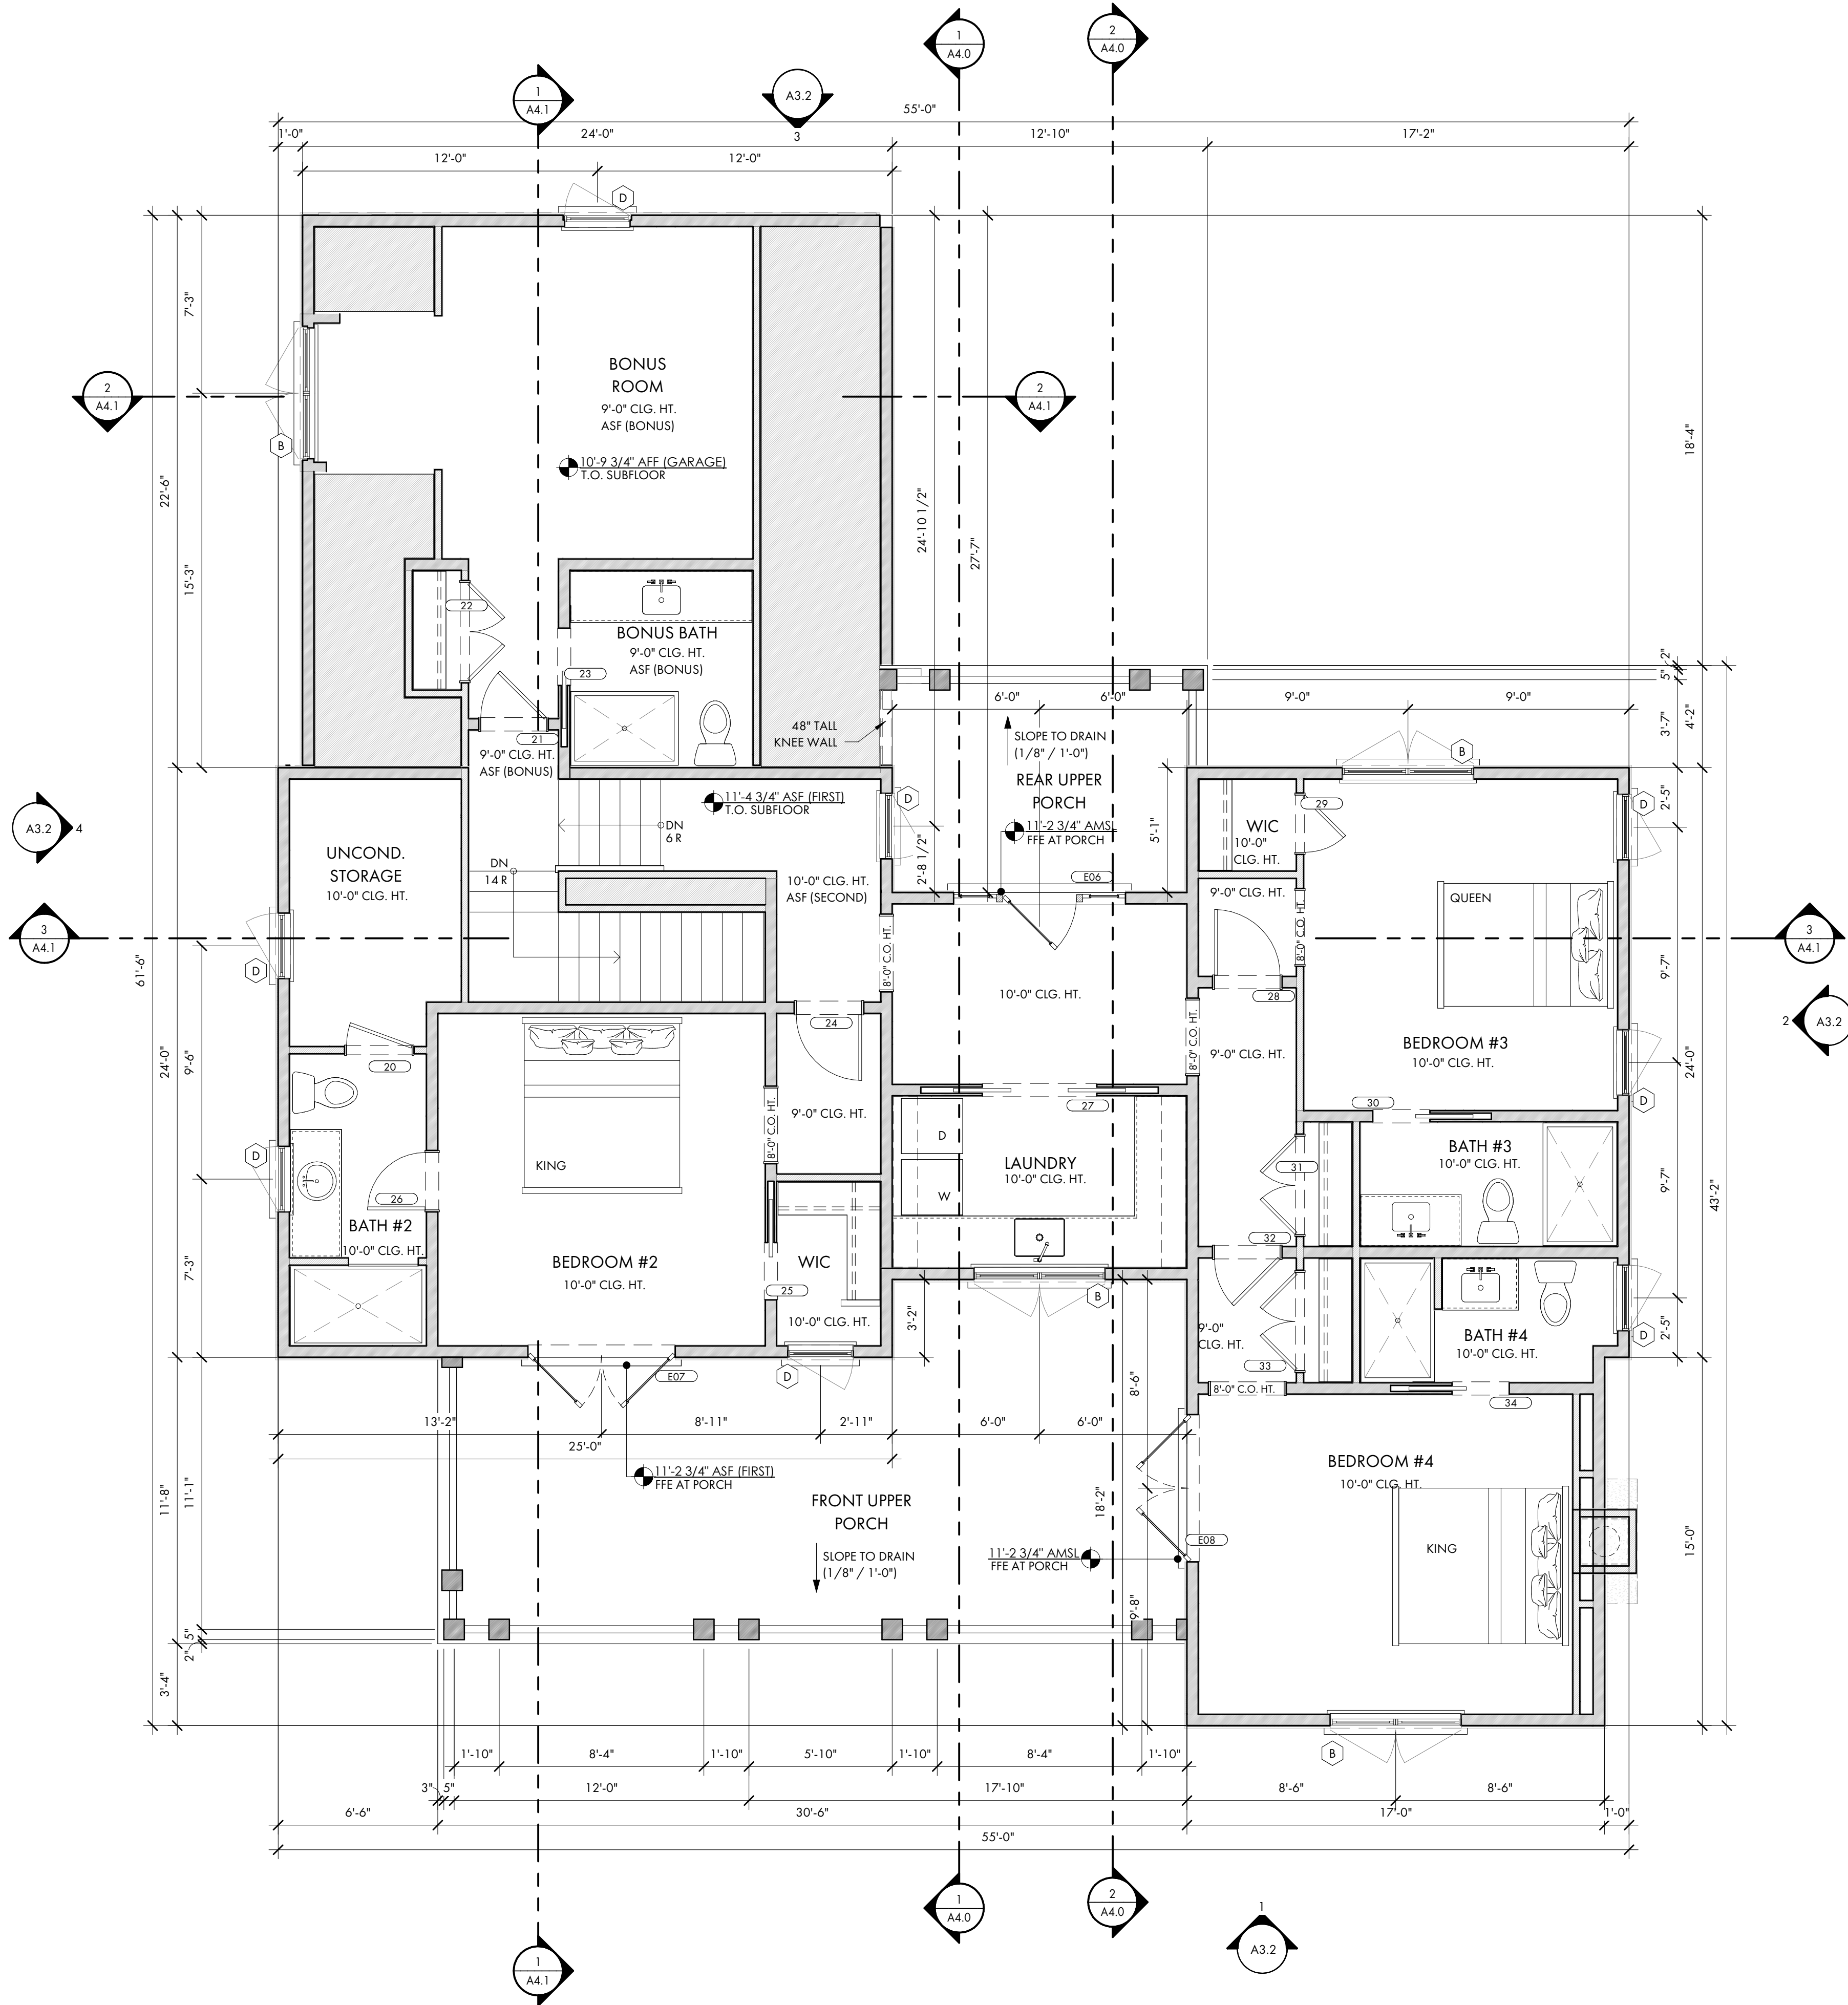 1
A4.0
2
A4.0
1
A4.1
A3.2
3
55'-0"
1'-0"
24'-0"
12'-10"
17'-2"
12'-0"
12'-0"
D
7'-3"
22'-6"
15'-3"
61'-6"
2
A4.1
B
BONUS
ROOM
9'-0" CLG. HT.
ASF (BONUS)
10'-9 3/4" AFF (GARAGE)
T.O. SUBFLOOR
2
A4.1
24'-10 1/2"
27'-7"
18'-4"
22
BONUS BATH
9'-0" CLG. HT.
ASF (BONUS)
23
21
9'-0" CLG. HT.
ASF (BONUS)
48" TALL
KNEE WALL
6'-0"
6'-0"
9'-0"
9'-0"
2"
5"
3'-7"
4'-2"
SLOPE TO DRAIN
(1/8" / 1'-0")
REAR UPPER
PORCH
11'-2 3/4" AMSL
FFE AT PORCH
B
A3.2
4
11'-4 3/4" ASF (FIRST)
T.O. SUBFLOOR
D
DN
6 R
DN
14 R
UNCOND.
STORAGE
10'-0" CLG. HT.
10'-0" CLG. HT.
ASF (SECOND)
2'-8 1/2"
5'-1"
E06
WIC
10'-0"
CLG. HT.
29
D
2'-5"
9'-0" CLG. HT.
8'-0" C.O. HT.
QUEEN
3
A4.1
D
8'-0" C.O. HT.
10'-0" CLG. HT.
28
9'-7"
3
A4.1
2
A3.2
24
8'-0" C.O. HT.
9'-0" CLG. HT.
BEDROOM #3
10'-0" CLG. HT.
24'-0"
9'-6"
24'-0"
20
D
9'-0" CLG. HT.
8'-0" C.O. HT.
27
30
D
KING
D
W
LAUNDRY
10'-0" CLG. HT.
31
BATH #3
10'-0" CLG. HT.
9'-7"
43'-2"
26
BATH #2
10'-0" CLG. HT.
BEDROOM #2
10'-0" CLG. HT.
WIC
25
10'-0" CLG. HT.
7'-3"
32
B
3'-2"
9'-0"
CLG. HT.
33
BATH #4
10'-0" CLG. HT.
D
2'-5"
E07
D
8'-6"
8'-0" C.O. HT.
34
13'-2"
8'-11"
2'-11"
6'-0"
6'-0"
25'-0"
11'-2 3/4" ASF (FIRST)
FFE AT PORCH
11'-8"
11'-1"
FRONT UPPER
PORCH
SLOPE TO DRAIN
(1/8" / 1'-0")
18'-2"
11'-2 3/4" AMSL
FFE AT PORCH
E08
BEDROOM #4
10'-0" CLG. HT.
KING
15'-0"
9'-8"
5"
2"
3'-4"
B
1'-10"
8'-4"
1'-10"
5'-10"
1'-10"
8'-4"
1'-10"
3"
5"
12'-0"
17'-10"
8'-6"
8'-6"
6'-6"
30'-6"
17'-0"
1'-0"
55'-0"
1
A4.0
2
A4.0
1
A3.2
1
A4.1